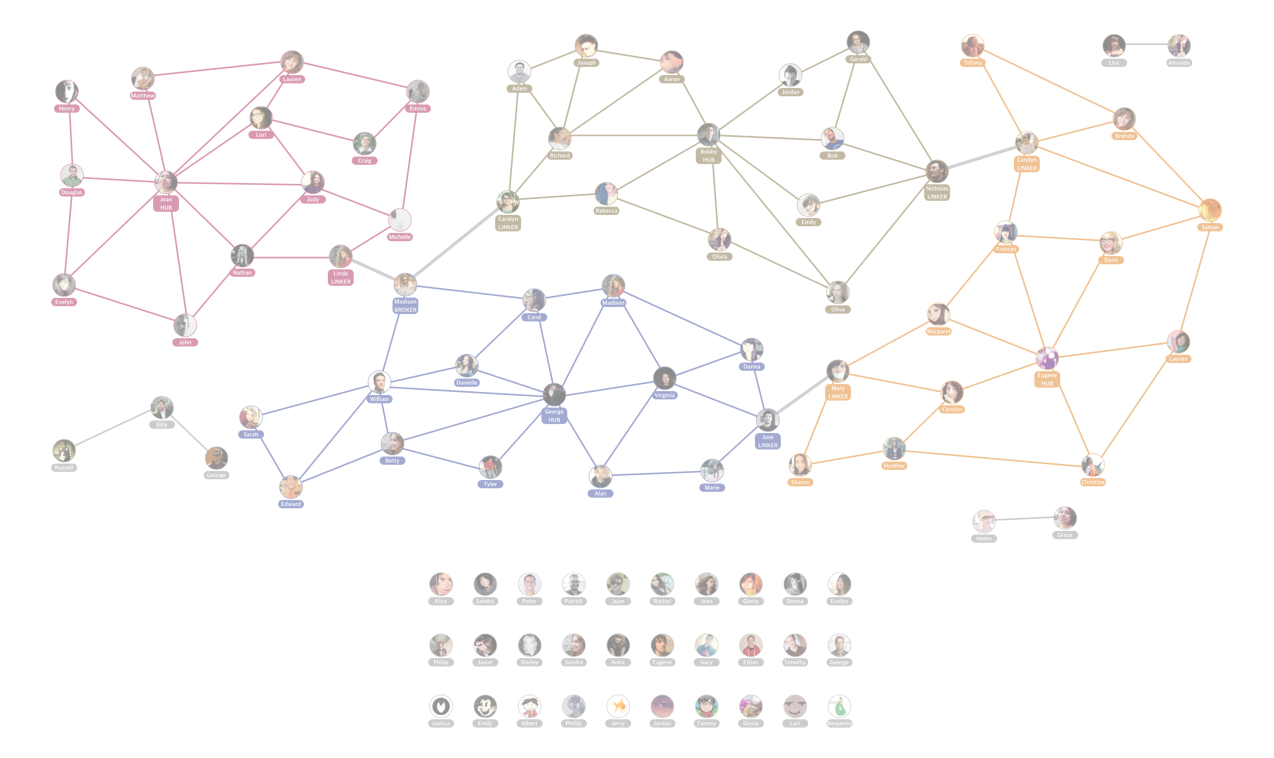 Joseph
Gerald
Tiffany
Lisa
Amanda
Lauren
Aaron
Matthew
Adam
Jordan
Henry
Emma
Lori
Brenda
Craig
Richard
Bobby
HUB
Bob
Carolyn
LINKER
Douglas
Joan
HUB
Judy
Nicholas
LINKER
Rebecca
Carolyn
LINKER
Emily
Samuel
Michelle
Frances
Olivia
Doris
Nathan
Linda
LINKER
Evelyn
Madison
BROKER
Madison
Olive
Carol
Margaret
John
Lauren
Donna
Eugene
HUB
Danielle
William
Virginia
Mary
LINKER
George
HUB
Carolyn
Billy
Sarah
Jose
LINKER
Betty
Russell
George
Heather
Tyler
Marie
Sharon
Christine
Alan
Edward
Helen
Grace
Alice
Sandra
Peter
Patrick
Juan
Rachel
Jean
Gloria
Donna
Evelyn
Philip
Jason
Shirley
Sandra
Anna
Eugene
Gary
Ethan
Timothy
George
Joshua
Emily
Albert
Phillip
Jerry
Jordan
Tammy
Gloria
Lori
Benjamin